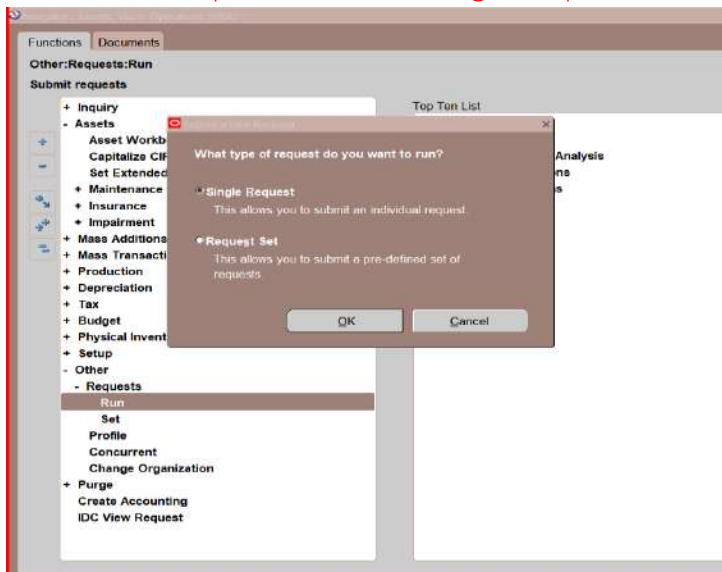 Functions
Documents
Other:Requests:Run
Submit requests
+ Inquiry
- Assets
Asset Workb
Capitalize CIP
Set Extended
+ Maintenance
+ Insurance
+ Impairment
+ Mass Additions
+ Mass Transacti
+ Production
+ Depreciation
+ Tax
+ Budget
+ Physical Invent
+ Setup
- Other
- Requests
Run
Set
Profile
Concurrent
Change Organization
+ Purge
Create Accounting
IDC View Request
Top Ten List
Analysis
ns
s
What type of request do you want to run?
Single Request
This allows you to submit an individual request.
Request Set
This allows you to submit a pre-defined set of
requests.
OK
Cancel